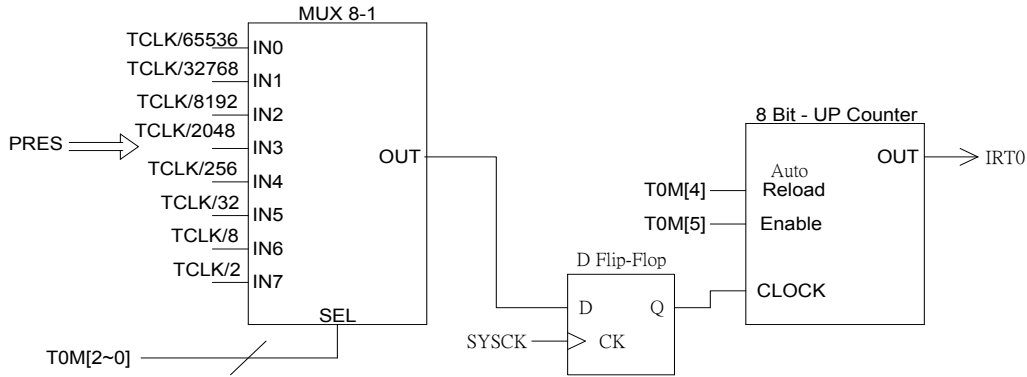 MUX 8-1
TCLK/65536
IN0
TCLK/32768
IN1
TCLK/8192
IN2
PRES
TCLK/2048
IN3
TCLK/256
IN4
TCLK/32
IN5
TCLK/8
IN6
TCLK/2
IN7
OUT
SEL
T0M[2~0]
D Flip-Flop
D
Q
SYSCK
CK
8 Bit - UP Counter
OUT
IRT0
Auto
T0M[4]
Reload
T0M[5]
Enable
CLOCK